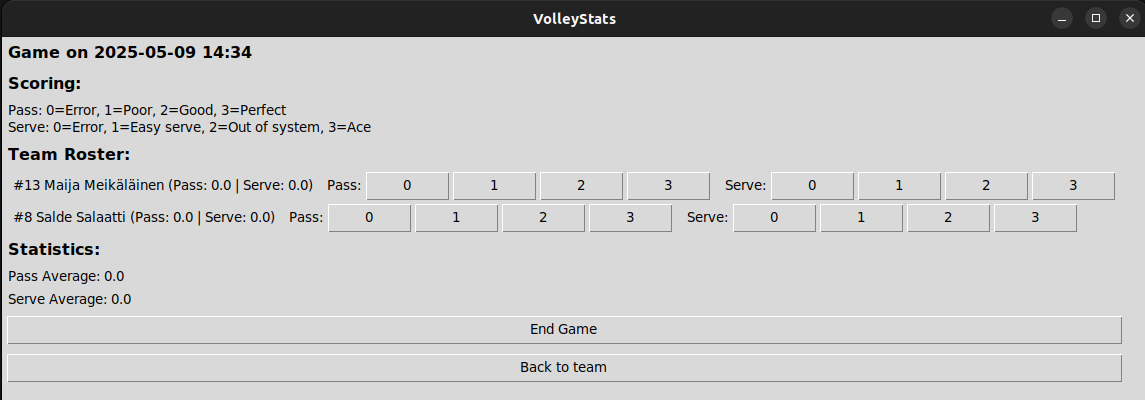 VolleyStats
Game on 2025-05-09 14:34
Scoring:
Pass: 0=Error, 1=Poor, 2=Good, 3=Perfect
Serve: 0=Error, 1=Easy serve, 2=Out of system, 3=Ace
Team Roster:
#13 Maija Meikäläinen (Pass: 0.0 | Serve: 0.0) Pass: 0 1 2 3 Serve: 0 1 2 3
#8 Salde Salaatti (Pass: 0.0 | Serve: 0.0) Pass: 0 1 2 3 Serve: 0 1 2 3
Statistics:
Pass Average: 0.0
Serve Average: 0.0
End Game
Back to team